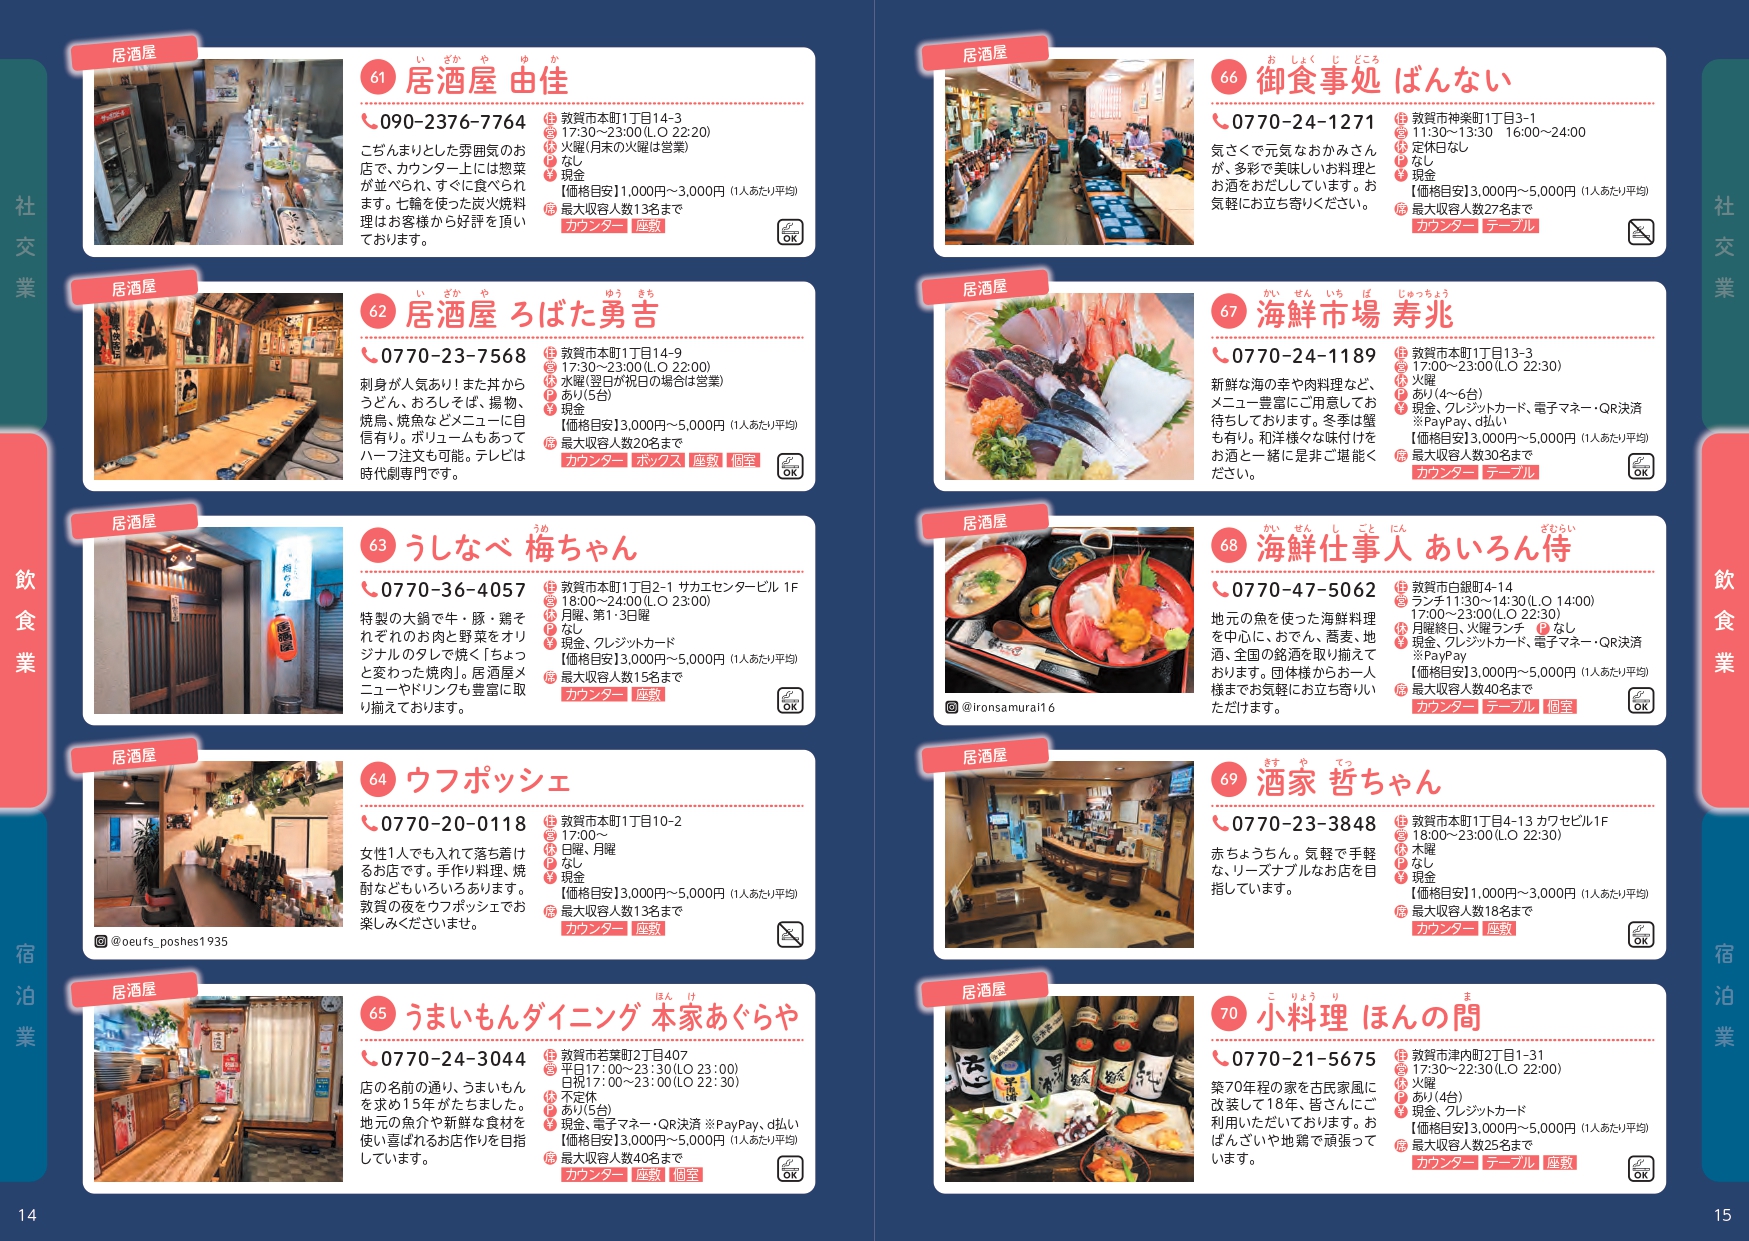 社交業
飲食業
宿泊業
居酒屋
61 居酒屋 由佳
い ざか や ゆ か
090-2376-7764
こぢんまりとした雰囲気のお
店で、カウンター上には惣菜
が並べられ、すぐに食べられ
ます。七輪を使った炭火焼料
理はお客様から好評を頂い
ております。
住 敦賀市本町1丁目14-3
営 17:30〜23:00(L.O 22:20)
休 火曜(月末の火曜は営業)
P なし
¥ 現金
【価格目安】1,000円〜3,000円 (1人あたり平均)
席 最大収容人数13名まで
カウンター 座敷
OK
居酒屋
62 居酒屋 ろばた勇吉
い ざか や ゆう きち
0770-23-7568
刺身が人気あり！また丼から
うどん、おろしそば、揚物、
焼鳥、焼魚などメニューに自
信有り。ボリュームもあって
ハーフ注文も可能。テレビは
時代劇専門です。
住 敦賀市本町1丁目14-9
営 17:30〜23:00(L.O 22:00)
休 水曜(翌日が祝日の場合は営業)
P あり(5台)
¥ 現金
【価格目安】3,000円〜5,000円 (1人あたり平均)
席 最大収容人数20名まで
カウンター ボックス 座敷 個室
OK
居酒屋
63 うしなべ 梅ちゃん
うめ
0770-36-4057
特製の大鍋で牛・豚・鶏そ
れぞれのお肉と野菜をオリ
ジナルのタレで焼く「ちょっ
と変わった焼肉」。居酒屋メ
ニューやドリンクも豊富に取
り揃えております。
住 敦賀市本町1丁目2-1 サカエセンタービル 1F
営 18:00〜24:00(L.O 23:00)
休 月曜、第1・3日曜
P なし
¥ 現金、クレジットカード
【価格目安】3,000円〜5,000円 (1人あたり平均)
席 最大収容人数15名まで
カウンター 座敷
OK
梅ちゃん
居酒屋
居酒屋
64 ウフポッシェ
0770-20-0118
女性1人でも入れて落ち着け
るお店です。手作り料理、焼
酎などもいろいろあります。
敦賀の夜をウフポッシェでお
楽しみくださいませ。
住 敦賀市本町1丁目10-2
営 17:00〜
休 日曜、月曜
P なし
¥ 現金
【価格目安】3,000円〜5,000円 (1人あたり平均)
席 最大収容人数13名まで
カウンター 座敷
@oeufs_poshes1935
居酒屋
65 うまいもんダイニング 本家あぐらや
ほん け
0770-24-3044
店の名前の通り、うまいもん
を求め15年がたちました。
地元の魚介や新鮮な食材を
使い喜ばれるお店作りを目指
しています。
住 敦賀市若葉町2丁目407
営 平日17：00〜23：30(LO 23：00)
日祝17：00〜23：00(LO 22：30)
休 不定休
P あり(5台)
¥ 現金、電子マネー・QR決済 ※PayPay、d払い
【価格目安】3,000円〜5,000円 (1人あたり平均)
席 最大収容人数40名まで
カウンター 座敷 個室
OK
14
居酒屋
66 御食事処 ばんない
お しょく じ どころ
0770-24-1271
気さくで元気なおかみさん
が、多彩で美味しいお料理と
お酒をおだししています。お
気軽にお立ち寄りください。
住 敦賀市神楽町1丁目3-1
営 11:30〜13:30 16:00〜24:00
休 定休日なし
P なし
¥ 現金
【価格目安】3,000円〜5,000円 (1人あたり平均)
席 最大収容人数27名まで
カウンター テーブル
居酒屋
67 海鮮市場 寿兆
かい せん いち ば じゅっちょう
0770-24-1189
新鮮な海の幸や肉料理など、
メニュー豊富にご用意してお
待ちしております。冬季は蟹
も有り。和洋様々な味付けを
お酒と一緒に是非ご堪能く
ださい。
住 敦賀市本町1丁目13-3
営 17:00〜23:00(L.O 22:30)
休 火曜
P あり(4〜6台)
¥ 現金、クレジットカード、電子マネー・QR決済
※PayPay、d払い
【価格目安】3,000円〜5,000円 (1人あたり平均)
席 最大収容人数30名まで
カウンター テーブル
OK
居酒屋
68 海鮮仕事人 あいろん侍
かい せん し ごと にん ざむらい
0770-47-5062
地元の魚を使った海鮮料理
を中心に、おでん、蕎麦、地
酒、全国の銘酒を取り揃えて
おります。団体様からお一人
様までお気軽にお立ち寄りい
ただけます。
住 敦賀市白銀町4-14
営 ランチ11:30〜14:30(L.O 14:00)
17:00〜23:00(L.O 22:30)
休 月曜終日、火曜ランチ P なし
¥ 現金、クレジットカード、電子マネー・QR決済
※PayPay
【価格目安】3,000円〜5,000円 (1人あたり平均)
席 最大収容人数40名まで
カウンター テーブル 個室
OK
@ironsamurai16
居酒屋
69 酒家 哲ちゃん
きす や てっ
0770-23-3848
赤ちょうちん。気軽で手軽
な、リーズナブルなお店を目
指しています。
住 敦賀市本町1丁目4-13 カワセビル1F
営 18:00〜23:00(L.O 22:30)
休 木曜
P なし
¥ 現金
【価格目安】1,000円〜3,000円 (1人あたり平均)
席 最大収容人数18名まで
カウンター 座敷
OK
居酒屋
70 小料理 ほんの間
こ りょう り ま
0770-21-5675
築70年程の家を古民家風に
改装して18年、皆さんにご
利用いただいております。お
ばんざいや地鶏で頑張って
います。
住 敦賀市津内町2丁目1-31
営 17:30〜22:30(L.O 22:00)
休 火曜
P あり(4台)
¥ 現金、クレジットカード
【価格目安】3,000円〜5,000円 (1人あたり平均)
席 最大収容人数25名まで
カウンター テーブル 座敷
OK
社交業
飲食業
宿泊業
15